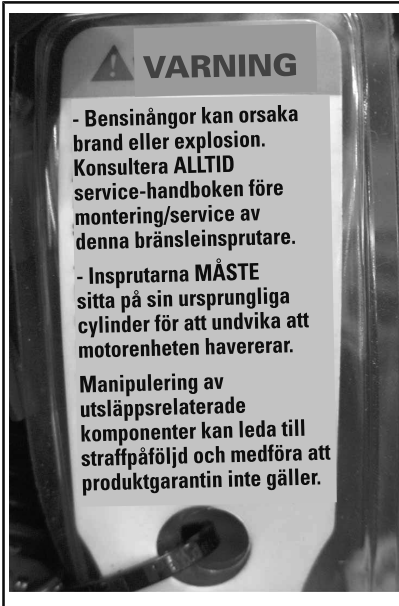 VARNING
- Bensinångor kan orsaka
brand eller explosion.
Konsultera ALLTID
service-handboken före
montering/service av
denna bränsleinsprutare.
- Insprutarna MÅSTE
sitta på sin ursprungliga
cylinder för att undvika att
motorenheten havererar.
Manipulering av
utsläppsrelaterade
komponenter kan leda till
straffpåföljd och medföra att
produktgarantin inte gäller.